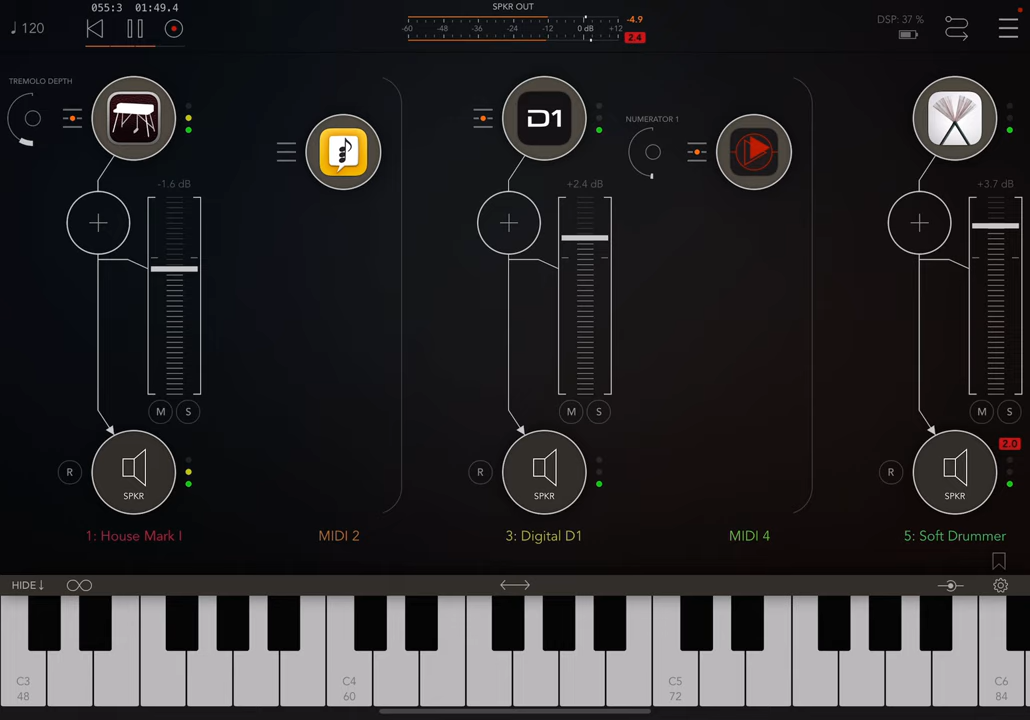 055:3 01:49.4
♩ 120
SPKR OUT
-60 -48 -36 -24 -12 0 dB +12
-4.9
2.4
DSP: 37 %
TREMOLO DEPTH
D1
NUMERATOR 1
-1.6 dB
+2.4 dB
+3.7 dB
M S
M S
M S
2.0
R
SPKR
R
SPKR
R
SPKR
1: House Mark I
MIDI 2
3: Digital D1
MIDI 4
5: Soft Drummer
HIDE↓
C3
48
C4
60
C5
72
C6
84